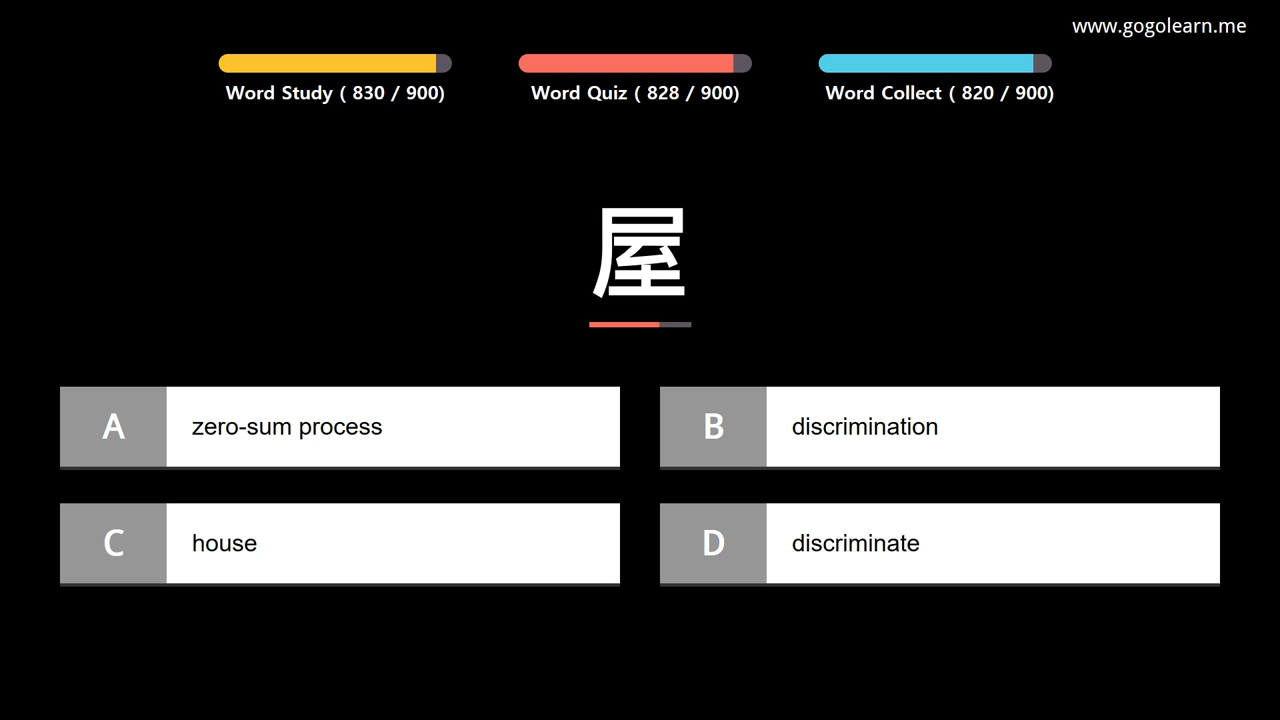 www.gogolearn.me
Word Study ( 830 / 900)
Word Quiz ( 828 / 900)
Word Collect ( 820 / 900)
屋
A zero-sum process
B discrimination
C house
D discriminate